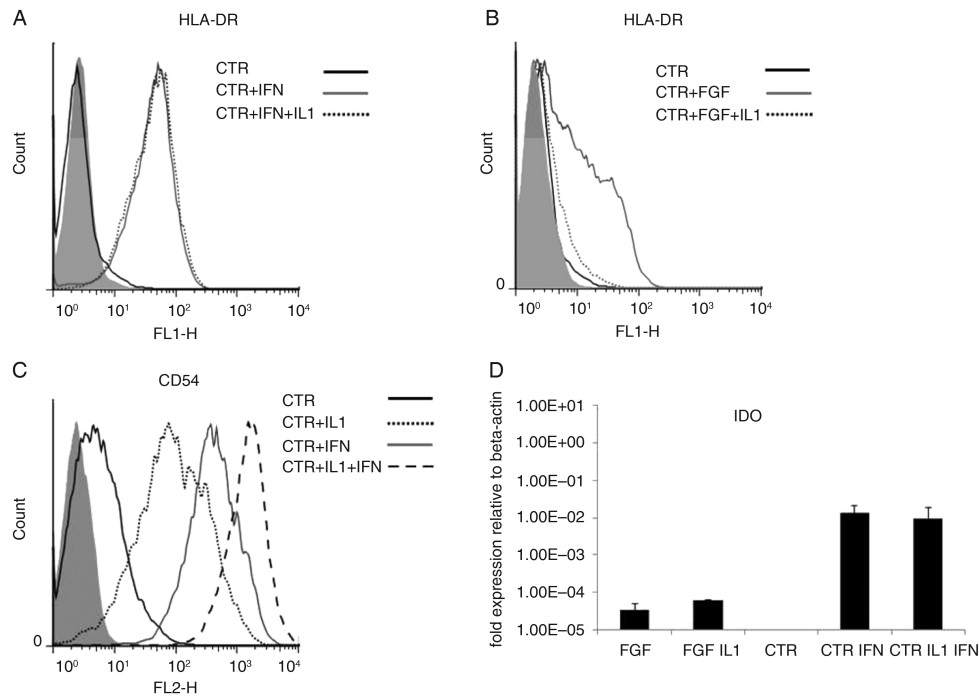 A
HLA-DR
CTR
CTR+IFN
CTR+IFN+IL1
Count
10⁰ 10¹ 10² 10³ 10⁴
FL1-H
B
HLA-DR
CTR
CTR+FGF
CTR+FGF+IL1
Count
0
10⁰ 10¹ 10² 10³ 10⁴
FL1-H
C
CD54
CTR
CTR+IL1
CTR+IFN
CTR+IL1+IFN
Count
0
10⁰ 10¹ 10² 10³ 10⁴
FL2-H
D
IDO
fold expression relative to beta-actin
1.00E+01
1.00E+00
1.00E–01
1.00E–02
1.00E–03
1.00E–04
1.00E–05
FGF FGF IL1 CTR CTR IFN CTR IL1 IFN